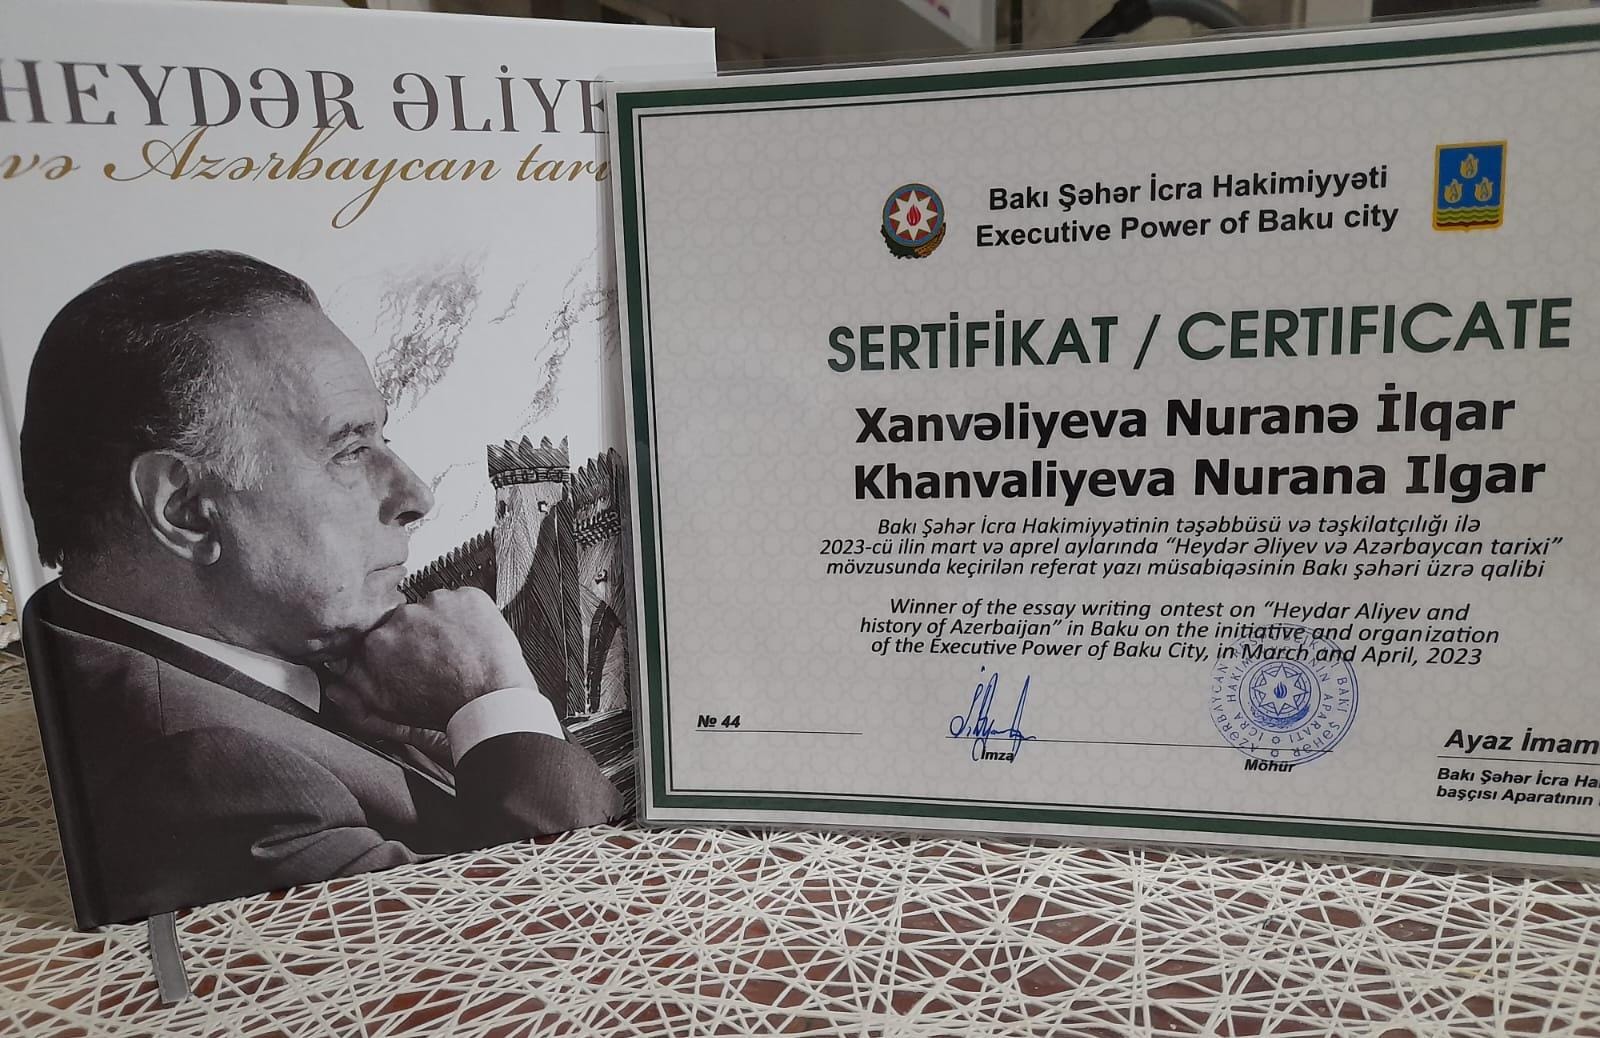 HEYDƏR ƏLİYE
və Azərbaycan tari
Bakı Şəhər İcra Hakimiyyəti
Executive Power of Baku city
SERTİFİKAT / CERTIFICATE
Xanvəliyeva Nuranə İlqar
Khanvaliyeva Nurana Ilgar
Bakı Şəhər İcra Hakimiyyətinin təşəbbüsü və təşkilatçılığı ilə
2023-cü ilin mart və aprel aylarında “Heydər Əliyev və Azərbaycan tarixi”
mövzusunda keçirilən referat yazı müsabiqəsinin Bakı şəhəri üzrə qalibi
Winner of the essay writing ontest on “Heydar Aliyev and
history of Azerbaijan” in Baku on the initiative and organization
of the Executive Power of Baku City, in March and April, 2023
№ 44
İmza
Möhür
Ayaz İmam
Bakı Şəhər İcra Ha
başçısı Aparatının